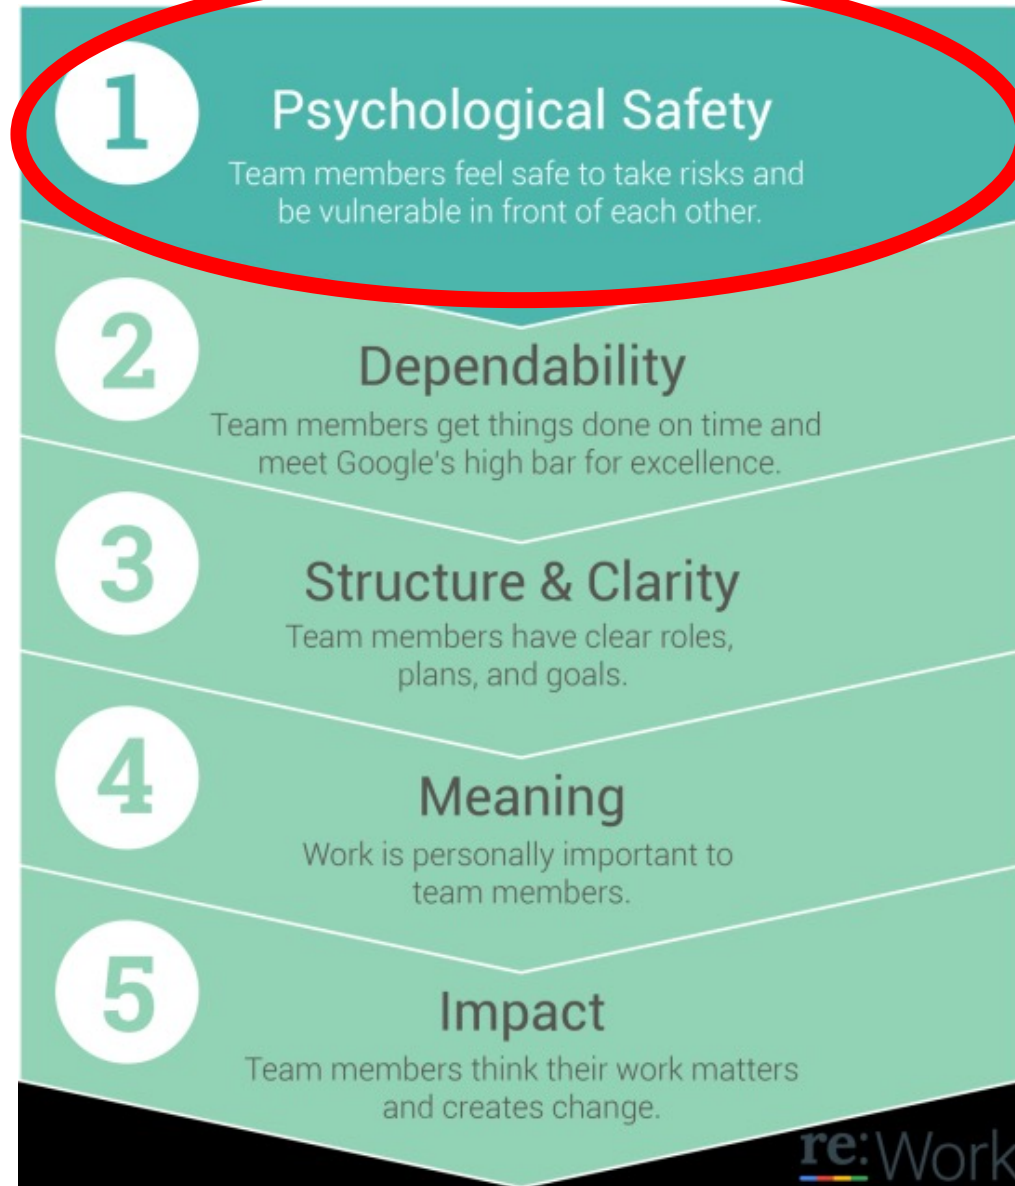 1
Psychological Safety
Team members feel safe to take risks and
be vulnerable in front of each other.
2
Dependability
Team members get things done on time and
meet Google's high bar for excellence.
3
Structure & Clarity
Team members have clear roles,
plans, and goals.
4
Meaning
Work is personally important to
team members.
5
Impact
Team members think their work matters
and creates change.
re:Work